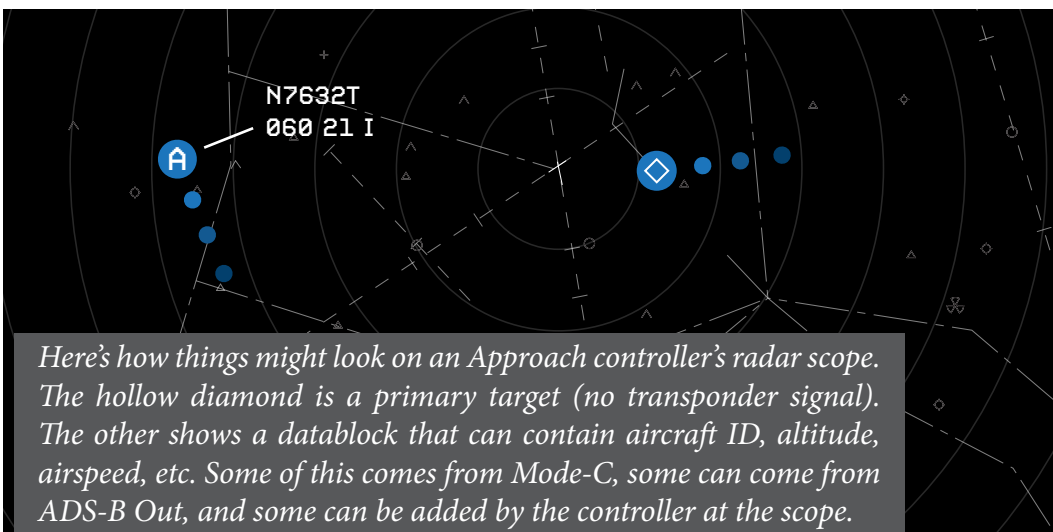 N7632T
060 21 I
A
Here's how things might look on an Approach controller's radar scope.
The hollow diamond is a primary target (no transponder signal).
The other shows a datablock that can contain aircraft ID, altitude,
airspeed, etc. Some of this comes from Mode-C, some can come from
ADS-B Out, and some can be added by the controller at the scope.